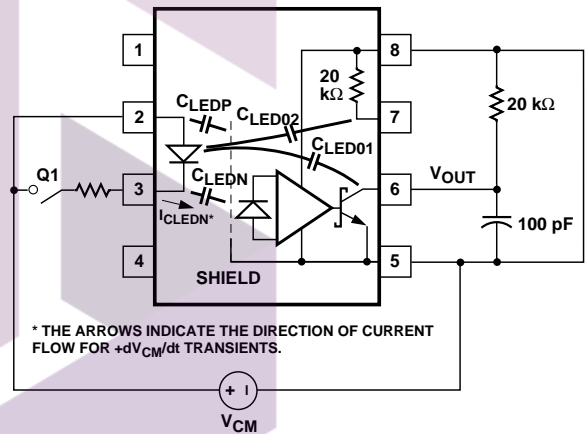 1
8
20
kΩ
CLEDP
CLED02
20 kΩ
2
7
CLED01
Q1
VOUT
3
CLEDN
6
ICLEDN*
100 pF
4
SHIELD
5
* THE ARROWS INDICATE THE DIRECTION OF CURRENT
FLOW FOR +dVCM/dt TRANSIENTS.
+ –
VCM